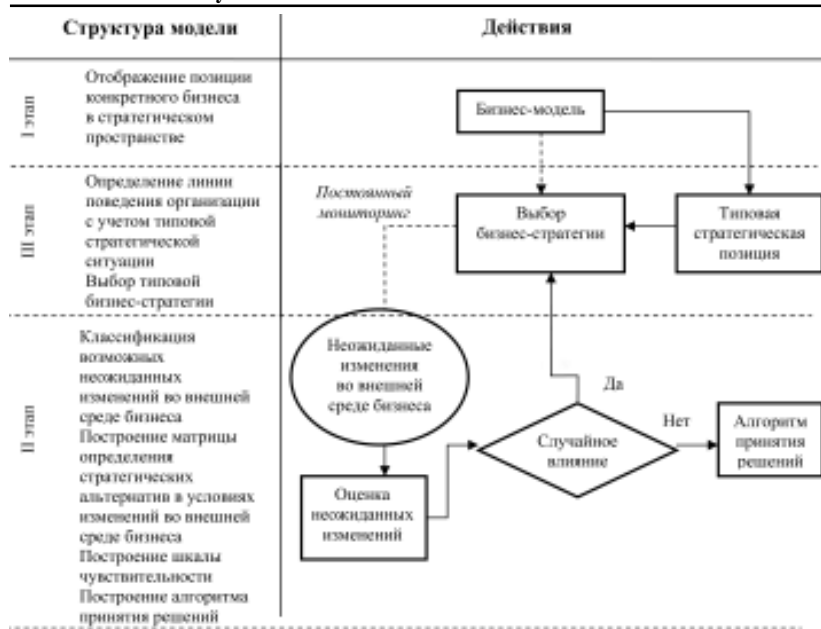 Структура модели
Действия
I этап
Отображение позиции
конкретного бизнеса
в стратегическом
пространстве
Бизнес-модель
III этап
Определение линии
поведения организации
с учетом типовой
стратегической
ситуации
Выбор типовой
бизнес-стратегии
Постоянный
мониторинг
Выбор
бизнес-стратегии
Типовая
стратегическая
позиция
II этап
Классификация
возможных
неожиданных
изменений во внешней
среде бизнеса
Построение матрицы
определения
стратегических
альтернатив в условиях
изменений во внешней
среде бизнеса
Построение шкалы
чувствительности
Построение алгоритма
принятия решений
Неожиданные
изменения
во внешней
среде бизнеса
Оценка
неожиданных
изменений
Случайное
влияние
Да
Нет
Алгоритм
принятия
решений